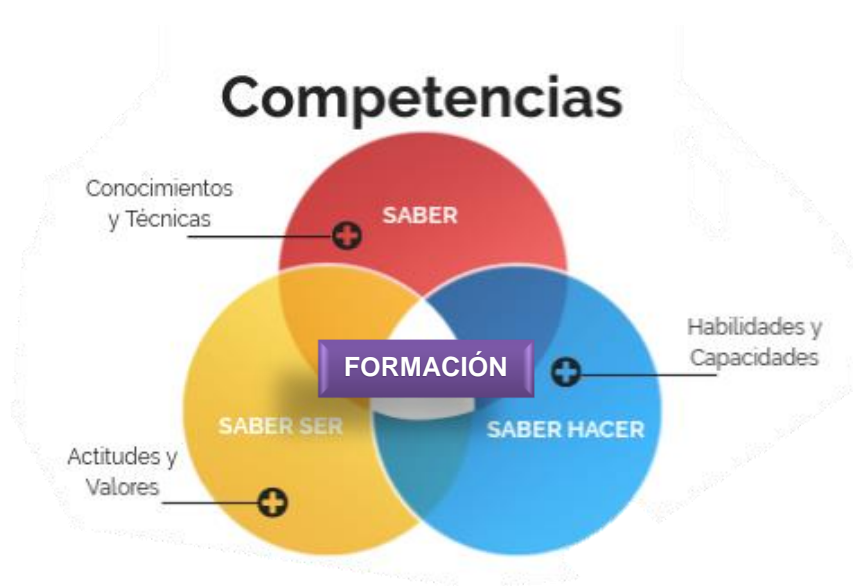 Competencias
Conocimientos
y Técnicas
SABER
Habilidades y
Capacidades
FORMACIÓN
SABER SER
SABER HACER
Actitudes y
Valores